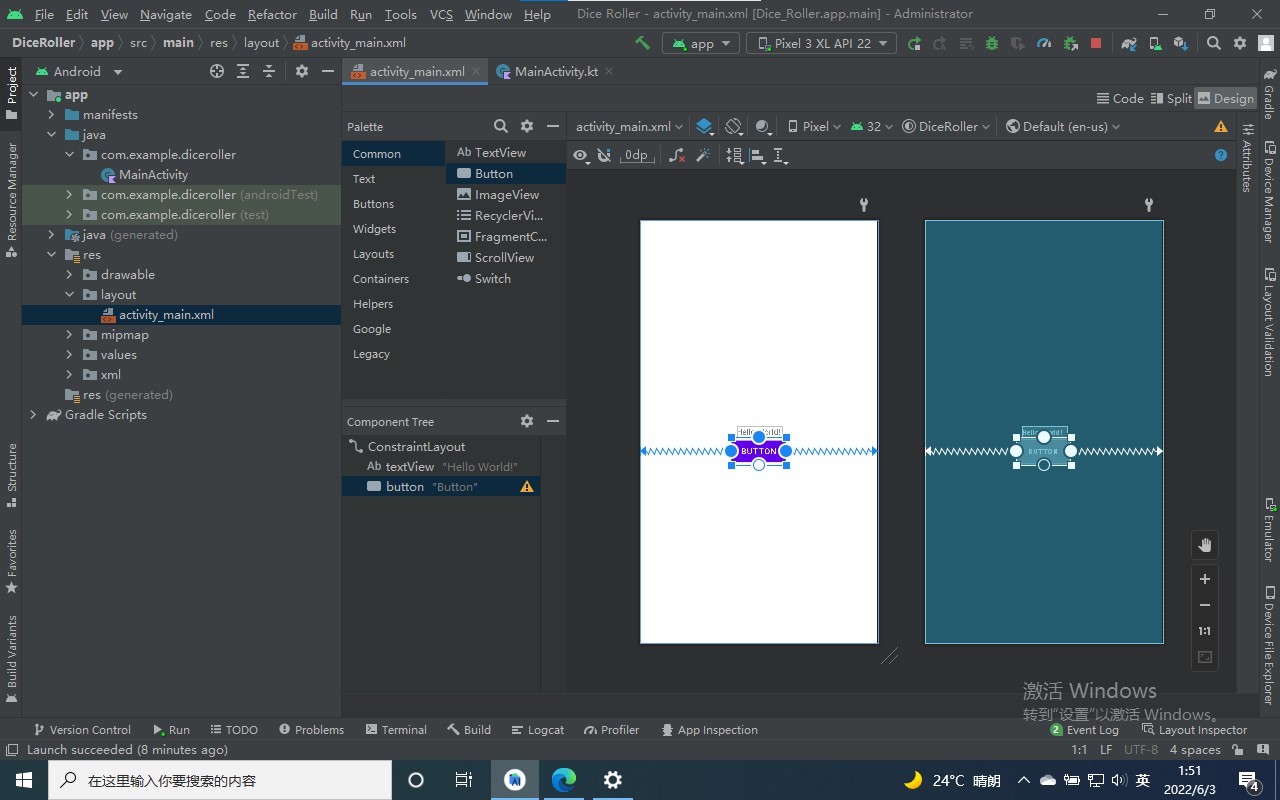 File Edit View Navigate Code Refactor Build Run Tools VCS Window Help Dice Roller - activity_main.xml [Dice_Roller.app.main] - Administrator
DiceRoller app src main res layout activity_main.xml
app Pixel 3 XL API 22
Android
activity_main.xml MainActivity.kt
Code Split Design
Project
Resource Manager
Structure
Favorites
Build Variants
app
manifests
java
com.example.diceroller
MainActivity
com.example.diceroller (androidTest)
com.example.diceroller (test)
java (generated)
res
drawable
layout
activity_main.xml
mipmap
values
xml
res (generated)
Gradle Scripts
Palette
Common
Text
Buttons
Widgets
Layouts
Containers
Helpers
Google
Legacy
Ab TextView
Button
ImageView
RecyclerVi...
FragmentC...
ScrollView
Switch
Component Tree
ConstraintLayout
Ab textView "Hello World!"
button "Button"
activity_main.xml Pixel 32 DiceRoller Default (en-us)
0dp
BUTTON
BUTTON
1:1
Attributes
Gradle
Device Manager
Layout Validation
Emulator
Device File Explorer
激活 Windows
转到"设置"以激活 Windows。
Version Control Run TODO Problems Terminal Build Logcat Profiler App Inspection 2 Event Log Layout Inspector
Launch succeeded (8 minutes ago) 1:1 LF UTF-8 4 spaces
在这里输入你要搜索的内容
24°C 晴朗 英
1:51
2022/6/3
4